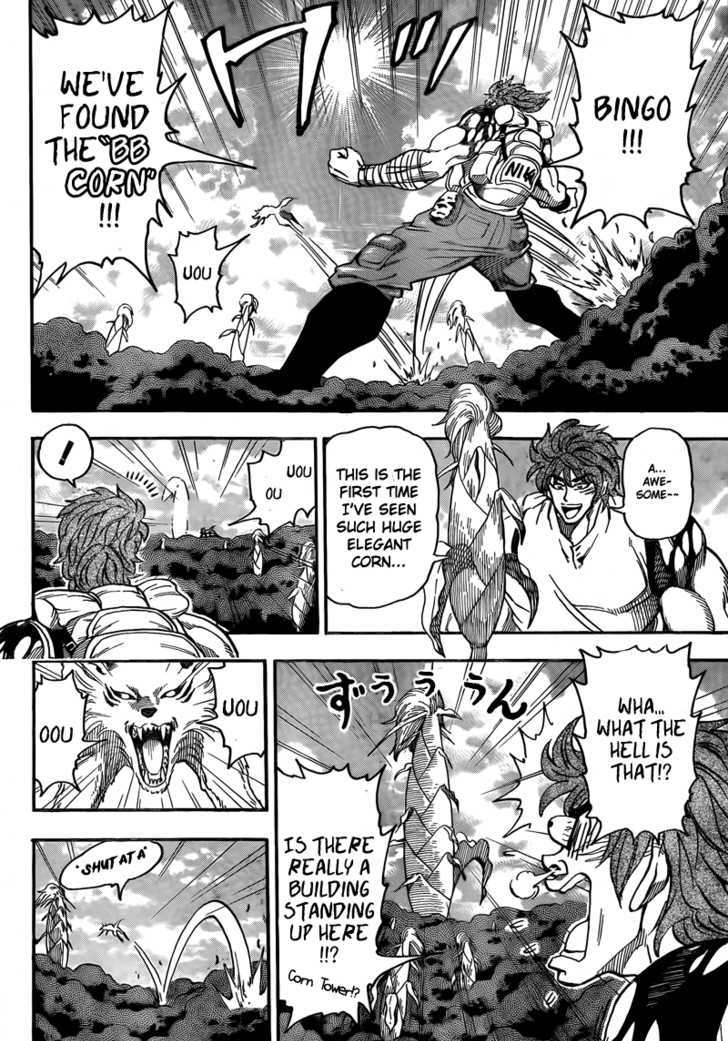 BINGO
!!!
ド
WE'VE
FOUND
THE "BB
CORN"
!!!
UOU
NIK
A...
AWE-
SOME--
THIS IS THE
FIRST TIME
I'VE SEEN
SUCH HUGE
ELEGANT
CORN...
UOU
OU
!
UOU
OOU
"SHUTATA"
WHA...
WHAT THE
HELL IS
THAT!?
ずぅぅぅん
IS THERE
REALLY A
BUILDING
STANDING
UP HERE
!!?
Corn Tower!?